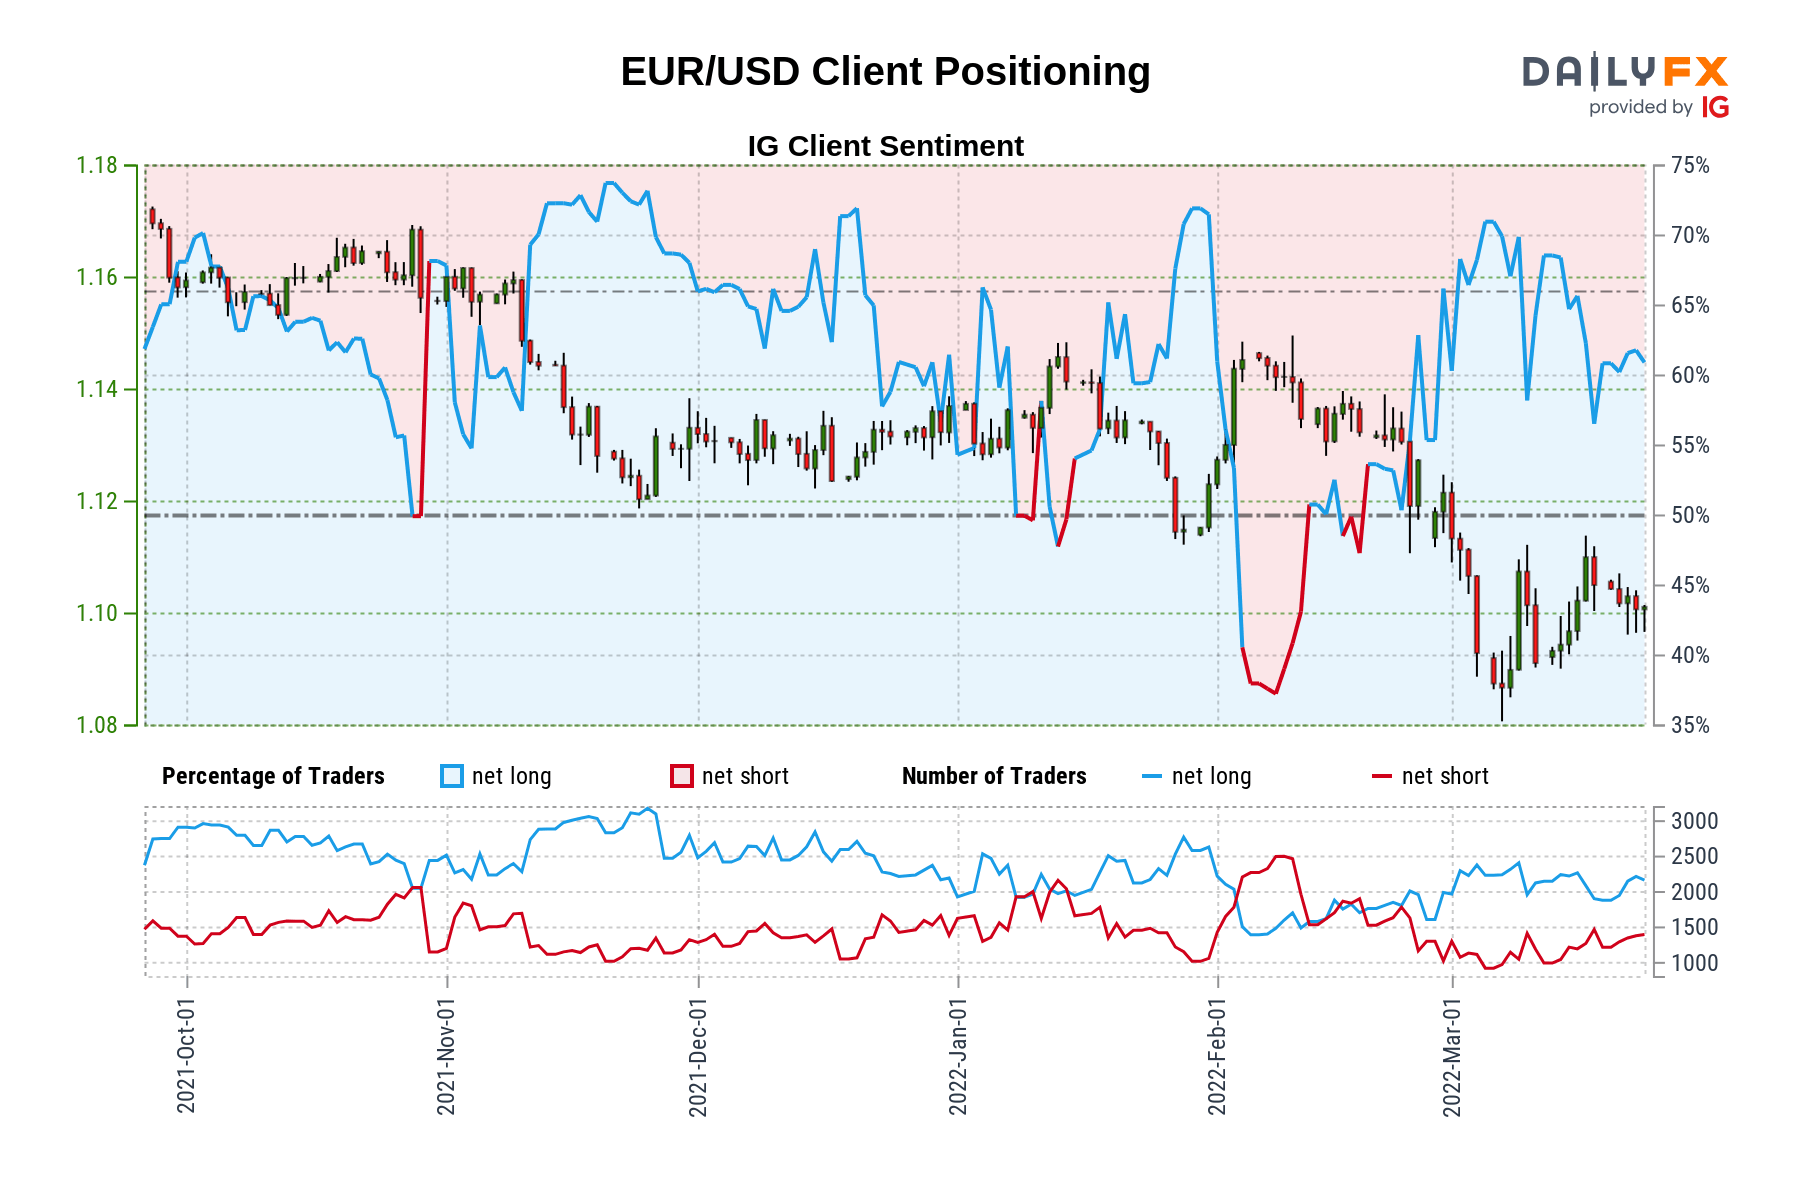 EUR/USD Client Positioning
DAILYFX
provided by IG
IG Client Sentiment
1.18
1.16
1.14
1.12
1.10
1.08
75%
70%
65%
60%
55%
50%
45%
40%
35%
Percentage of Traders net long net short Number of Traders net long net short
3000
2500
2000
1500
1000
2021-Oct-01
2021-Nov-01
2021-Dec-01
2022-Jan-01
2022-Feb-01
2022-Mar-01